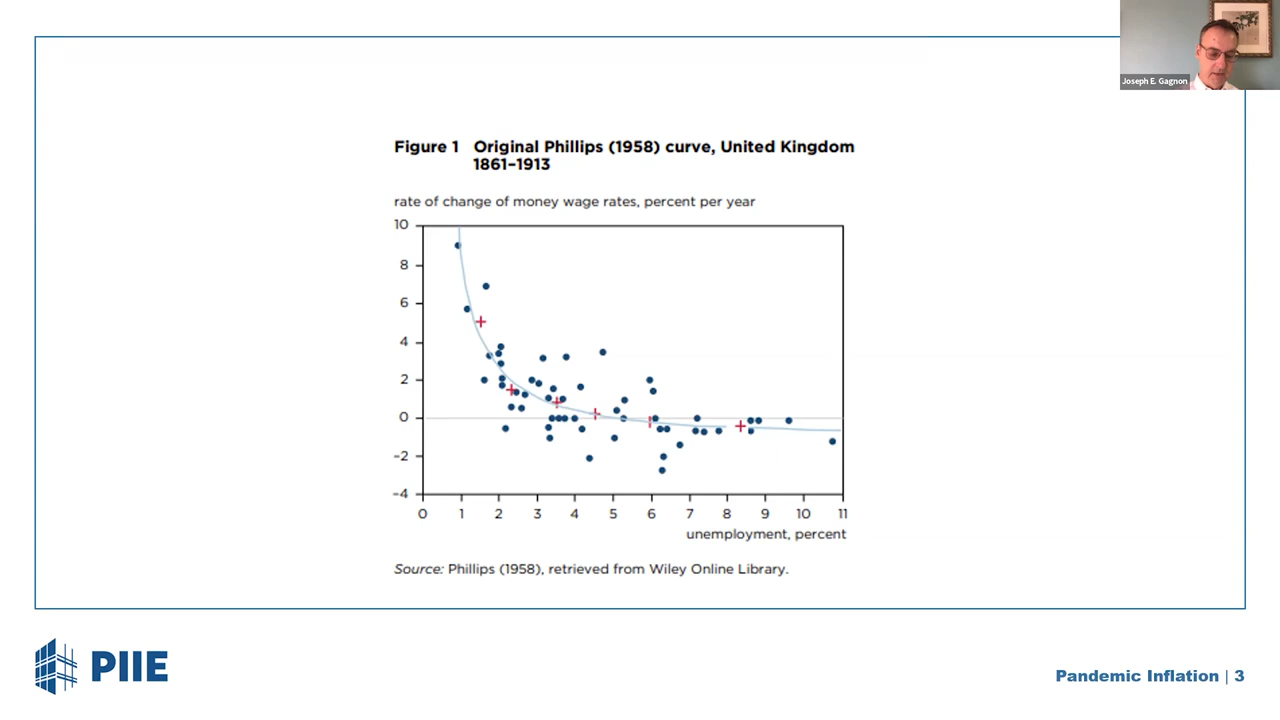 Joseph E. Gagnon
Figure 1 Original Phillips (1958) curve, United Kingdom
1861–1913
rate of change of money wage rates, percent per year
10
8
6
4
2
0
–2
–4
0 1 2 3 4 5 6 7 8 9 10 11
unemployment, percent
Source: Phillips (1958), retrieved from Wiley Online Library.
PIIE
Pandemic Inflation | 3